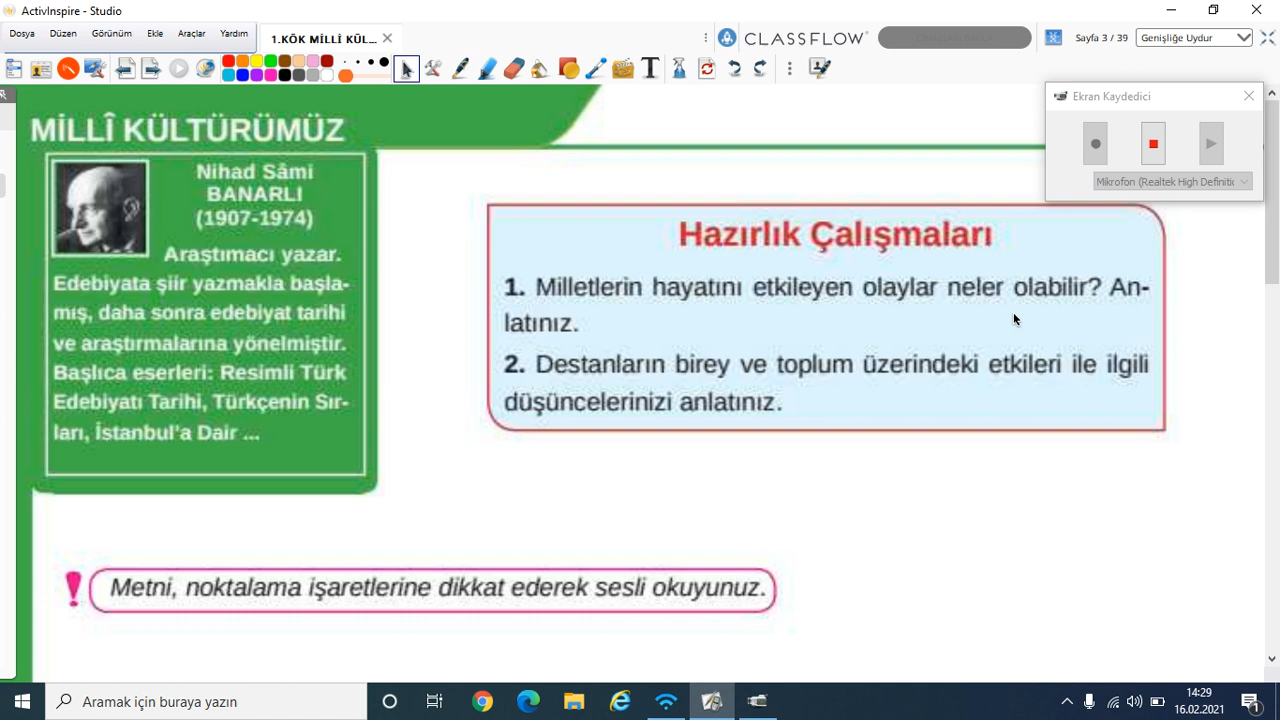 ActivInspire - Studio
Dosya Düzen Görünüm Ekle Araçlar Yardım
1.KÖK MİLLÎ KÜL...
CLASSFLOW
Sayfa 3 / 39
Genişliğe Uydur
Ekran Kaydedici
Mikrofon (Realtek High Definitic
MİLLÎ KÜLTÜRÜMÜZ
Nihad Sâmi
BANARLI
(1907-1974)
Araştımacı yazar.
Edebiyata şiir yazmakla başla-
mış, daha sonra edebiyat tarihi
ve araştırmalarına yönelmiştir.
Başlıca eserleri: Resimli Türk
Edebiyatı Tarihi, Türkçenin Sır-
ları, İstanbul'a Dair ...
Hazırlık Çalışmaları
1. Milletlerin hayatını etkileyen olaylar neler olabilir? An-
latınız.
2. Destanların birey ve toplum üzerindeki etkileri ile ilgili
düşüncelerinizi anlatınız.
! Metni, noktalama işaretlerine dikkat ederek sesli okuyunuz.
Aramak için buraya yazın
14:29
16.02.2021
1